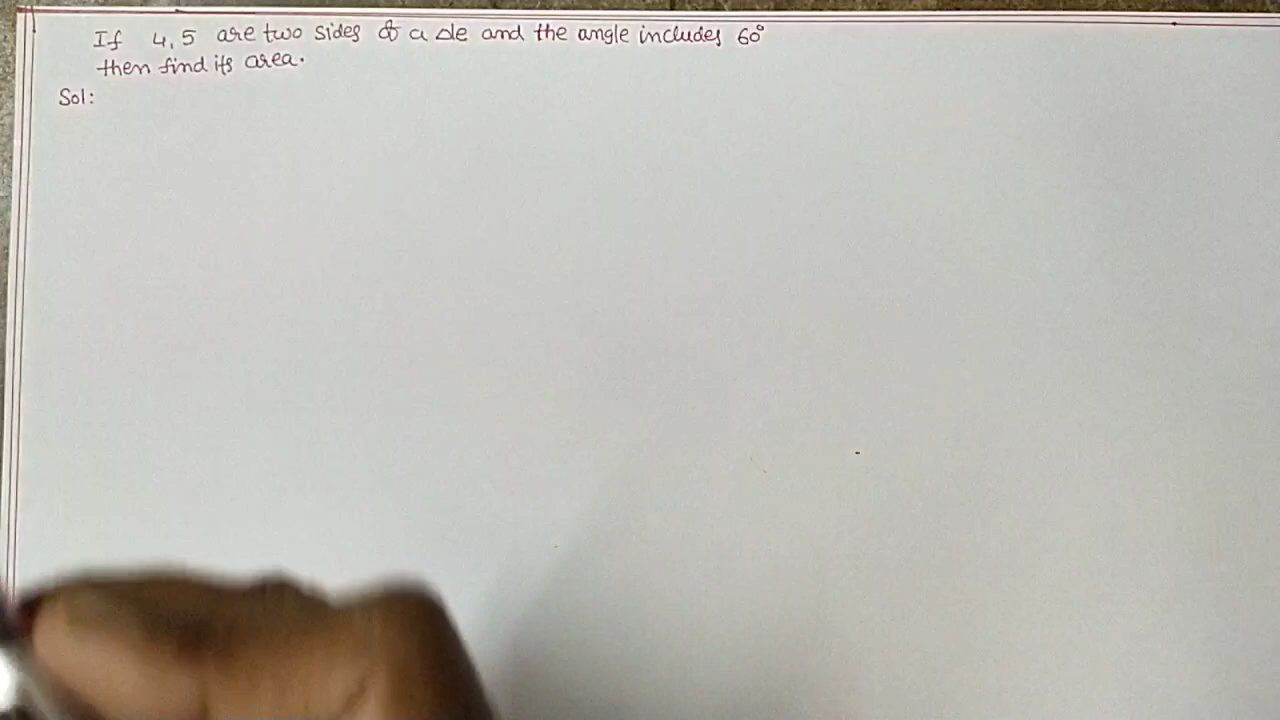 If 4,5 are two sides of a Δle and the angle includes 60°
then find its area.
Sol: